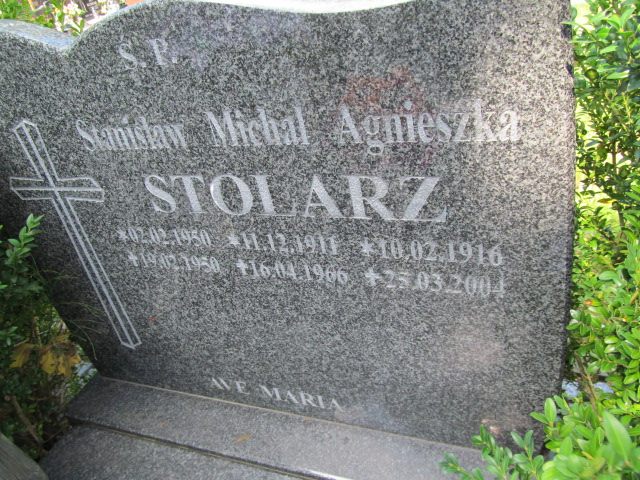 Ś.P.
Stanisław Michał Agnieszka
STOLARZ
*02.02.1950 *11.12.1911 *10.02.1916
*19.02.1950 *16.04.1966 *25.03.2004
AVE MARIA